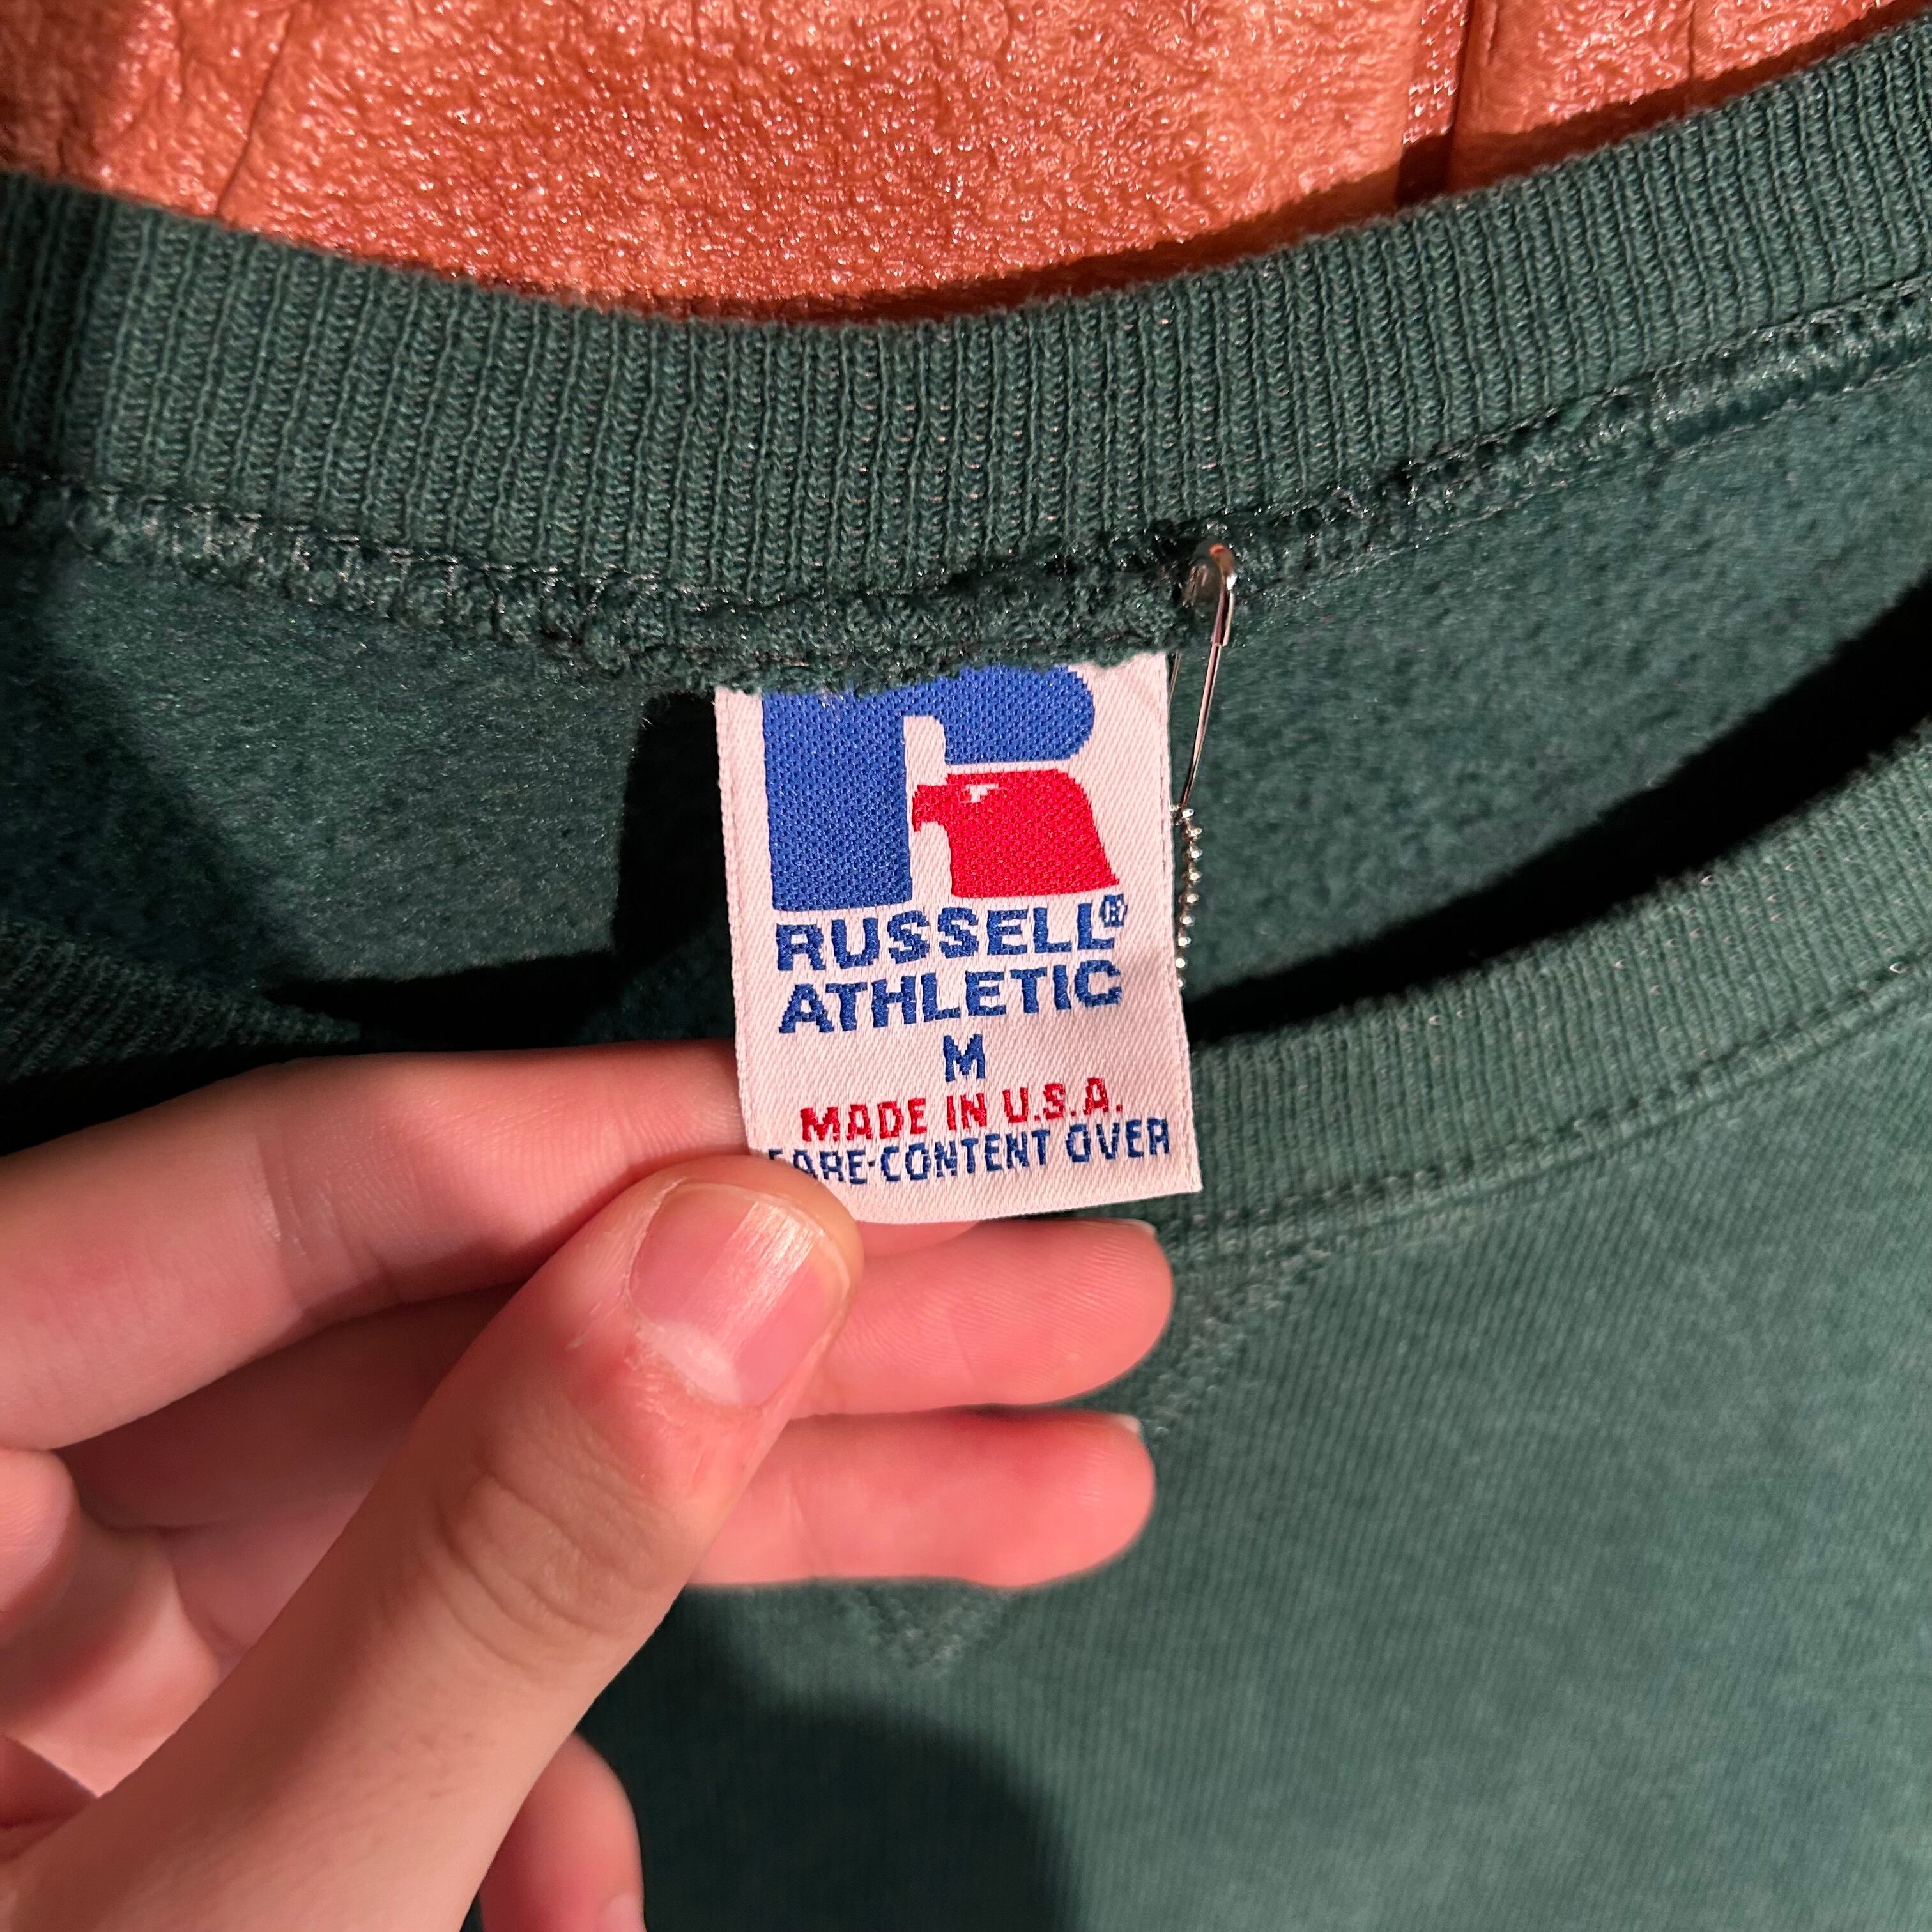 RUSSELL®
ATHLETIC
M
MADE IN U.S.A.
CARE-CONTENT OVER